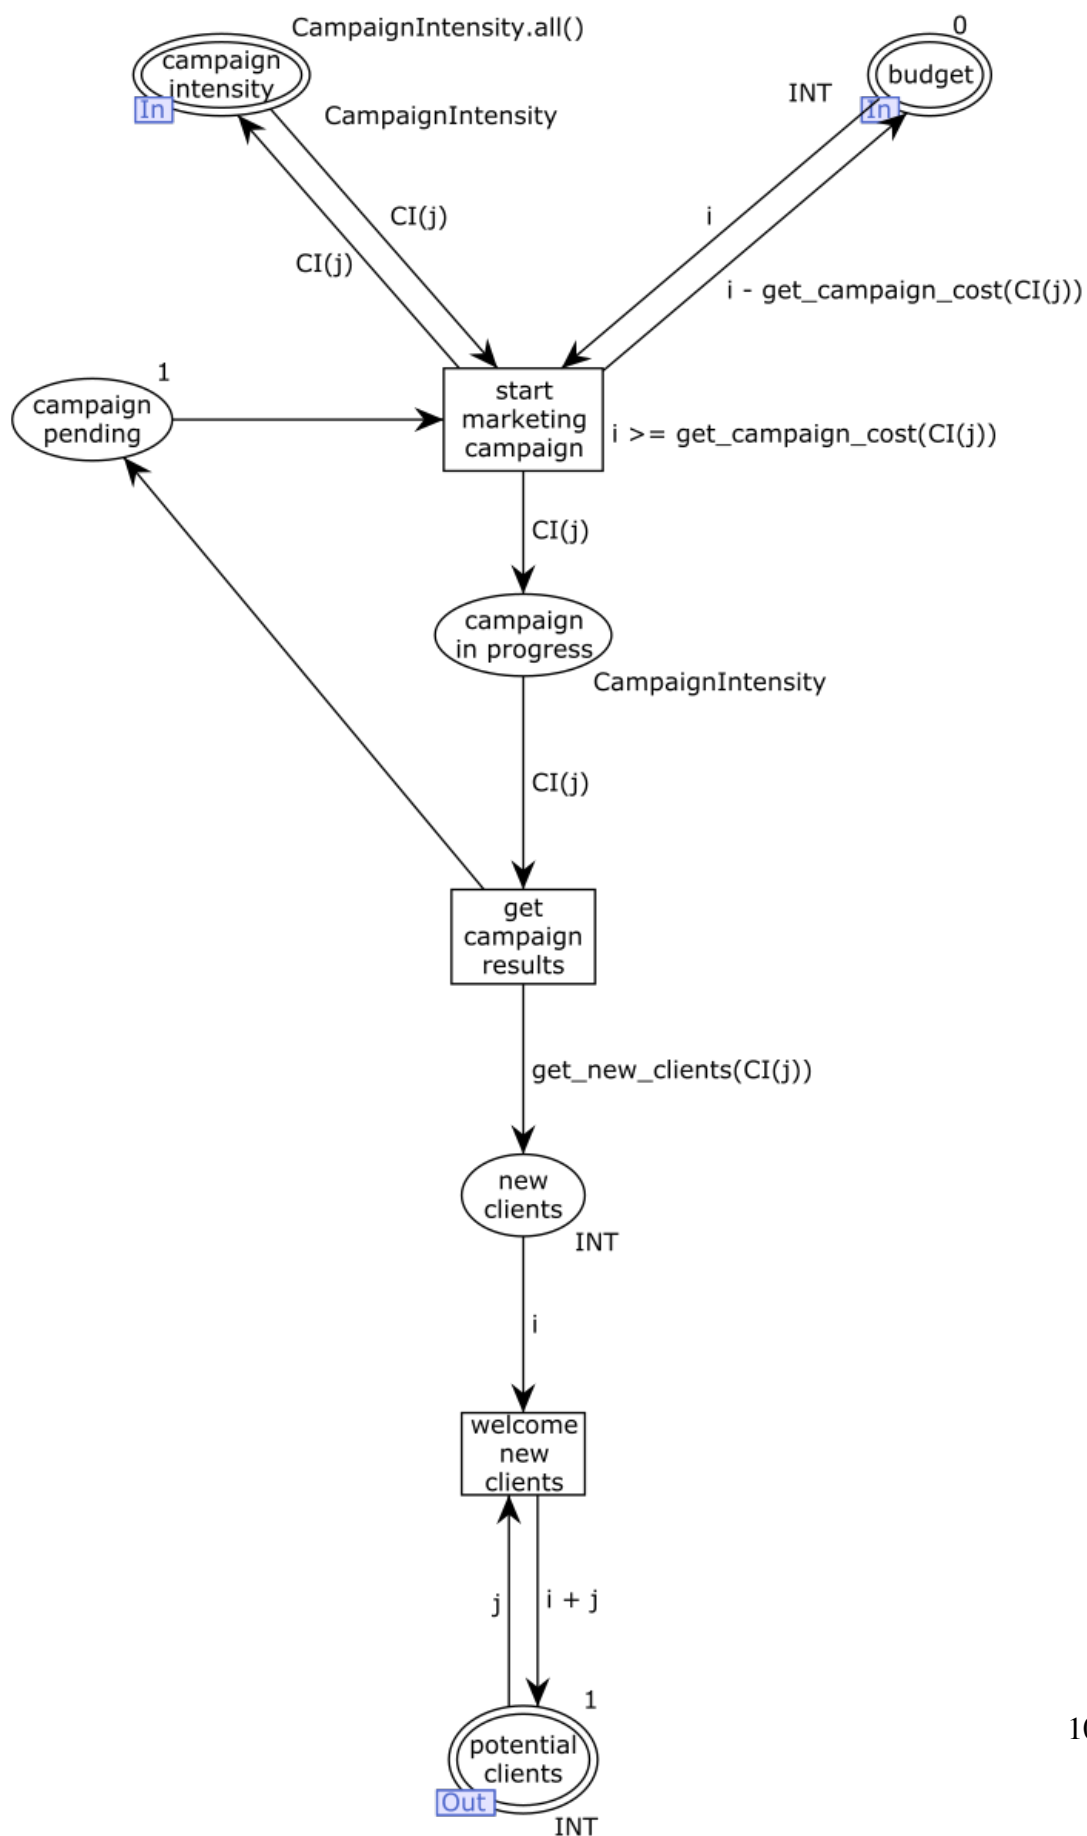 CampaignIntensity.all()
0
campaign
intensity
In
CampaignIntensity
budget
INT
In
CI(j)
CI(j)
i
i - get_campaign_cost(CI(j))
1
campaign
pending
start
marketing
campaign
i >= get_campaign_cost(CI(j))
CI(j)
campaign
in progress
CampaignIntensity
CI(j)
get
campaign
results
get_new_clients(CI(j))
new
clients
INT
i
welcome
new
clients
j
i + j
1
potential
clients
Out
INT